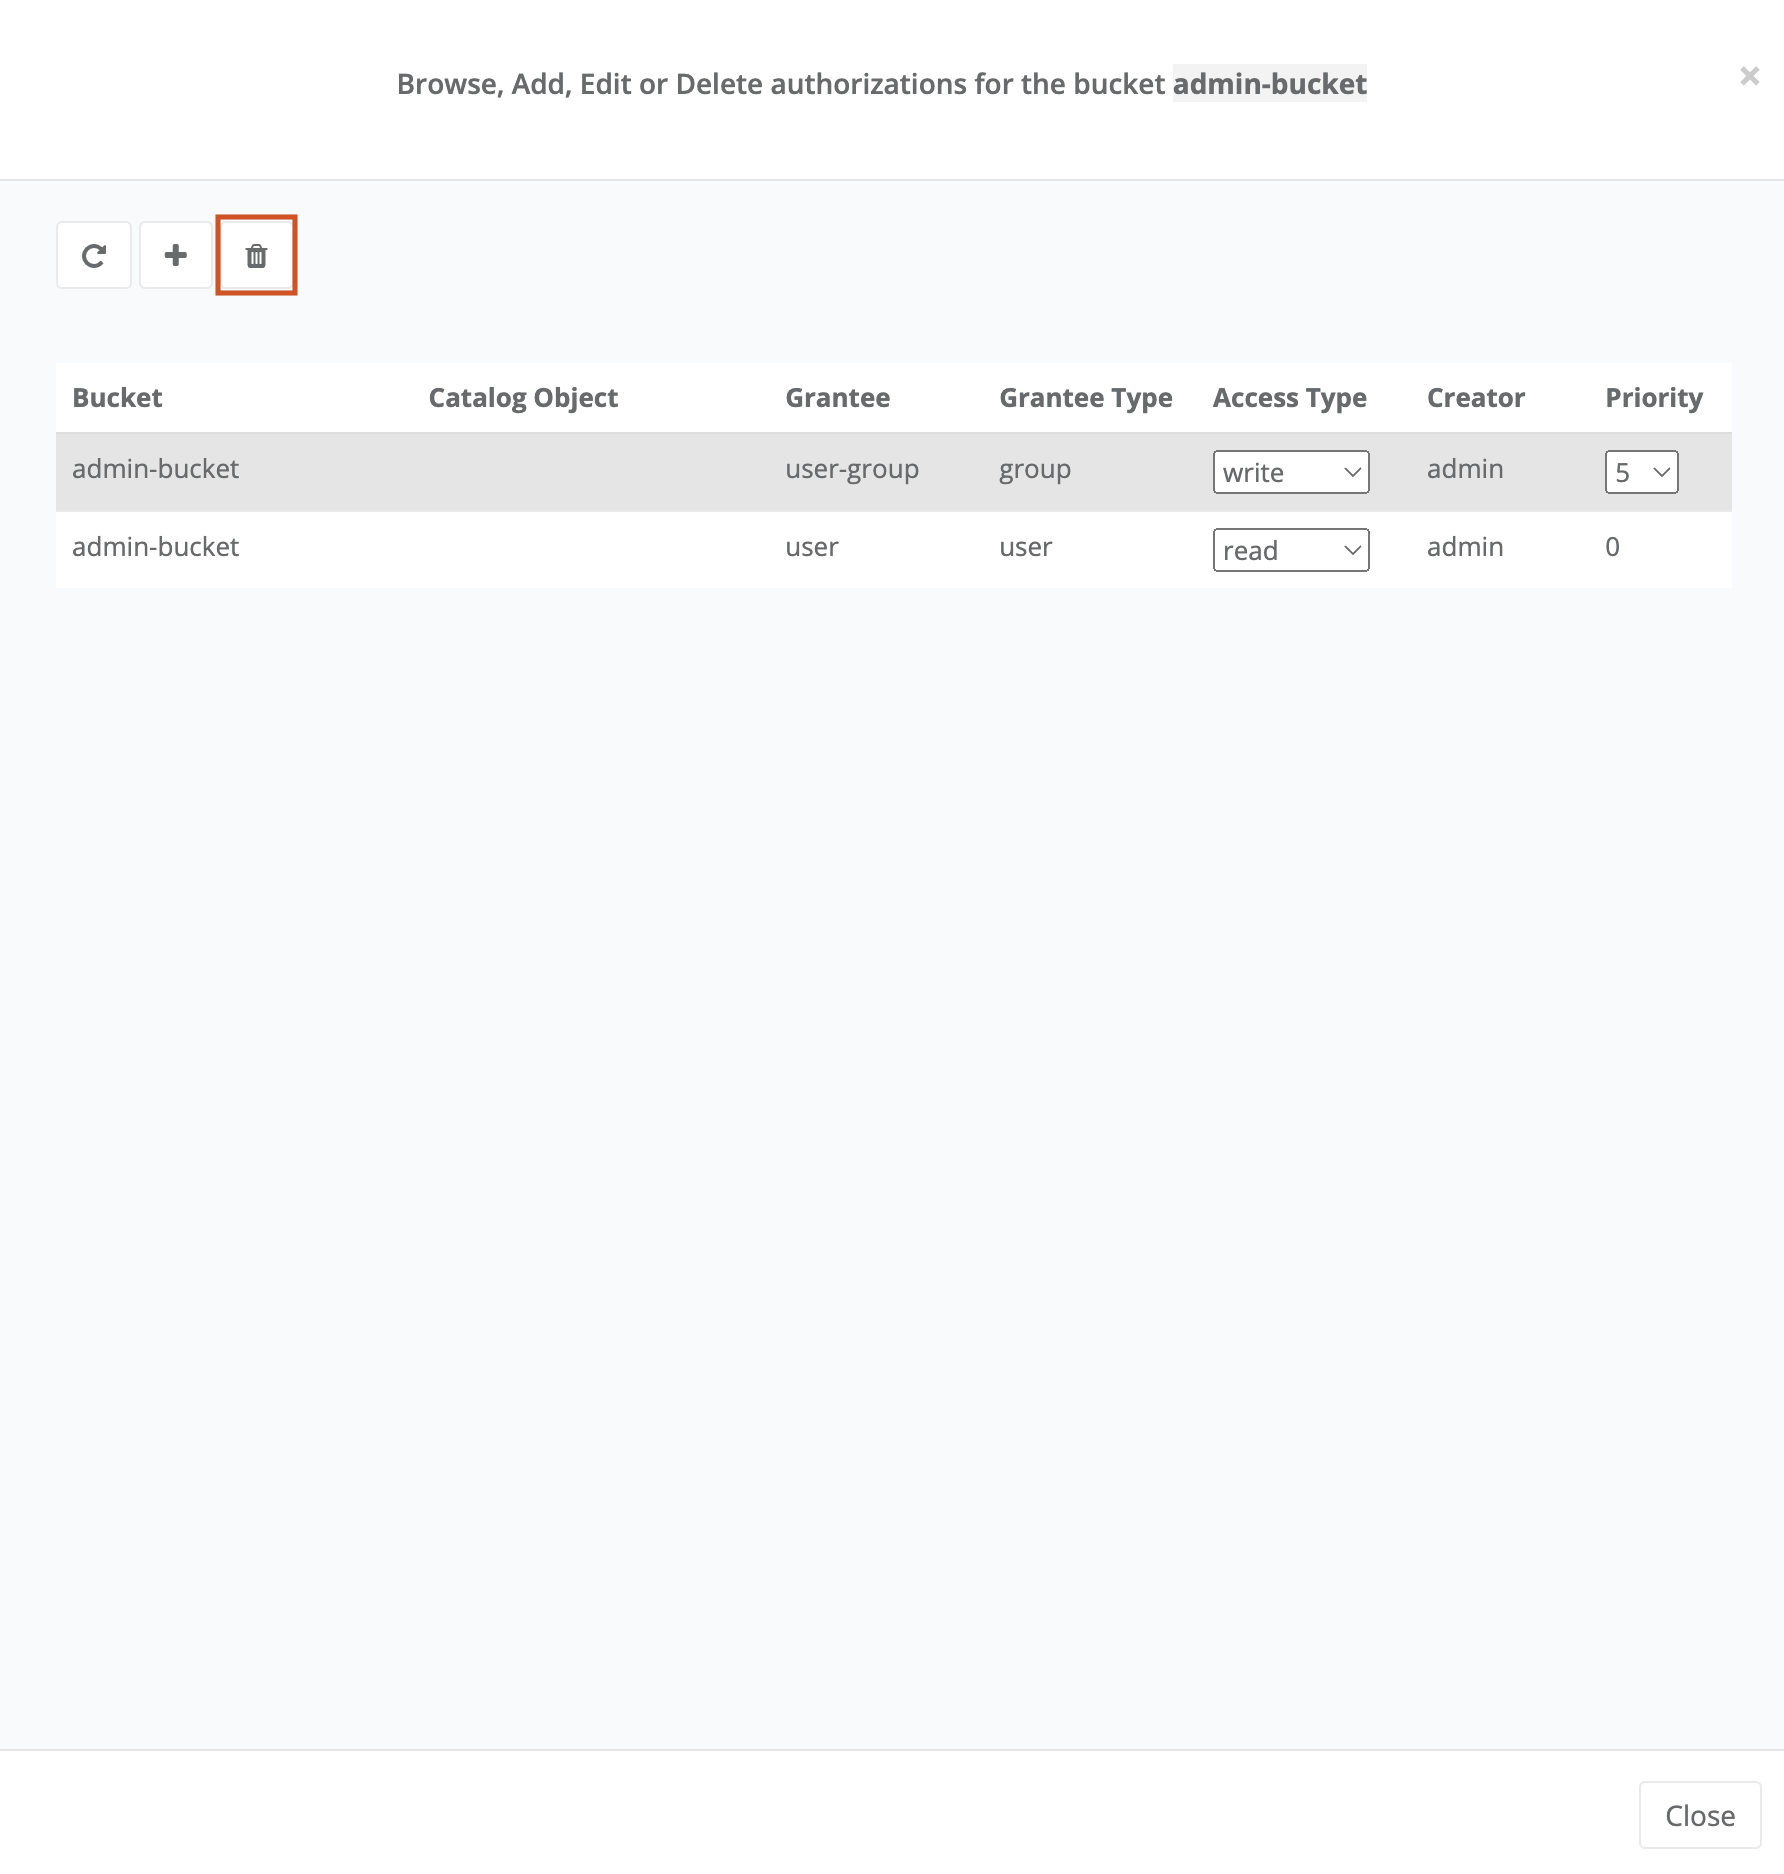 Browse, Add, Edit or Delete authorizations for the bucket admin-bucket
Bucket Catalog Object Grantee Grantee Type Access Type Creator Priority
admin-bucket user-group group write admin 5
admin-bucket user user read admin 0
Close